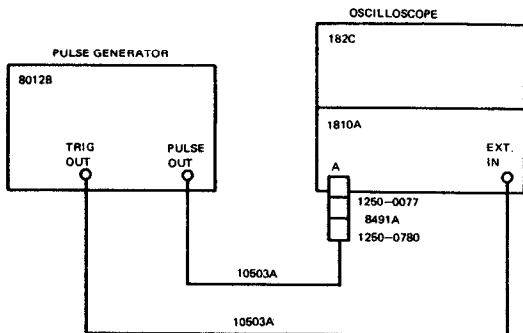 OSCILLOSCOPE
182C
PULSE GENERATOR
8012B
1810A
TRIG
OUT
PULSE
OUT
A
EXT.
IN
1250-0077
8491A
1250-0780
10503A
10503A